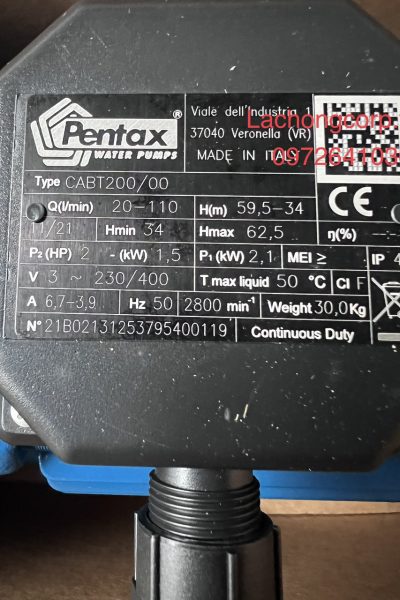 Pentax®
WATER PUMPS
Viale dell'Industria 1
37040 Veronella (VR)
MADE IN ITALY
Lachongcorp.
097264103
CE
Type CABT200/00
Q(l/min) 20-110 H(m) 59,5-34
11/21 Hmin 34 Hmax 62,5 η(%) --,-
P₂ (HP) 2 - (kW) 1,5 P₁ (kW) 2,1 MEI ≥ IP 4
V 3 ~ 230/400 T max liquid 50 °C Cl F
A 6,7-3,9 Hz 50 2800 min⁻¹ Weight 30,0Kg
N° 21B02131253795400119 Continuous Duty